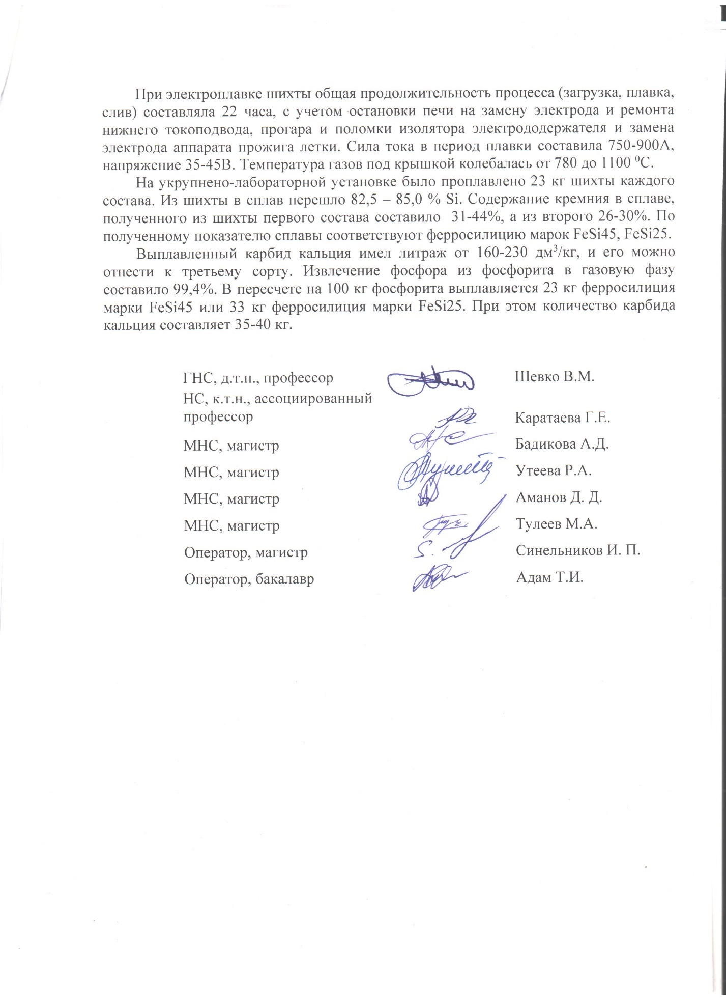 При электроплавке шихты общая продолжительность процесса (загрузка, плавка,
слив) составляла 22 часа, с учетом остановки печи на замену электрода и ремонта
нижнего токоподвода, прогара и поломки изолятора электрододержателя и замена
электрода аппарата прожига летки. Сила тока в период плавки составила 750-900А,
напряжение 35-45В. Температура газов под крышкой колебалась от 780 до 1100 ⁰С.
На укрупнено-лабораторной установке было проплавлено 23 кг шихты каждого
состава. Из шихты в сплав перешло 82,5 – 85,0 % Si. Содержание кремния в сплаве,
полученного из шихты первого состава составило 31-44%, а из второго 26-30%. По
полученному показателю сплавы соответствуют ферросилицию марок FeSi45, FeSi25.
Выплавленный карбид кальция имел литраж от 160-230 дм³/кг, и его можно
отнести к третьему сорту. Извлечение фосфора из фосфорита в газовую фазу
составило 99,4%. В пересчете на 100 кг фосфорита выплавляется 23 кг ферросилиция
марки FeSi45 или 33 кг ферросилиция марки FeSi25. При этом количество карбида
кальция составляет 35-40 кг.
ГНС, д.т.н., профессор Шевко В.М.
НС, к.т.н., ассоциированный
профессор Каратаева Г.Е.
МНС, магистр Бадикова А.Д.
МНС, магистр Утеева Р.А.
МНС, магистр Аманов Д. Д.
МНС, магистр Тулеев М.А.
Оператор, магистр Синельников И. П.
Оператор, бакалавр Адам Т.И.